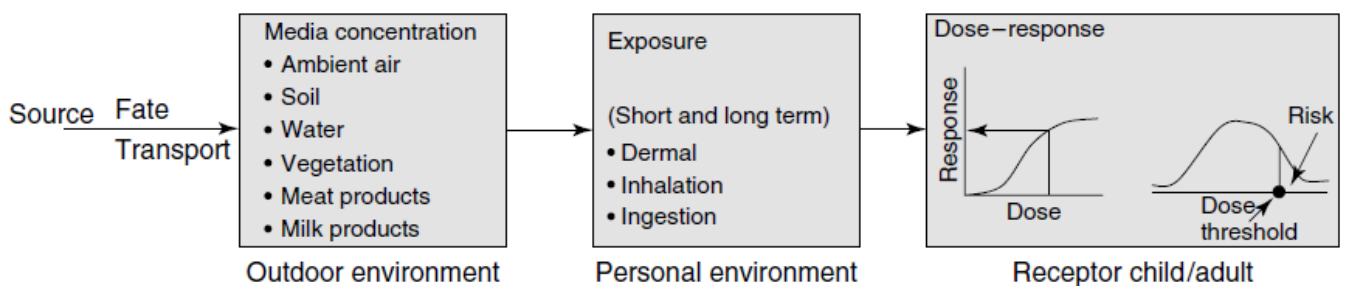 Source
Fate
Transport
Media concentration
• Ambient air
• Soil
• Water
• Vegetation
• Meat products
• Milk products
Outdoor environment
Exposure
(Short and long term)
• Dermal
• Inhalation
• Ingestion
Personal environment
Dose–response
Response
Dose
Risk
Dose
threshold
Receptor child/adult